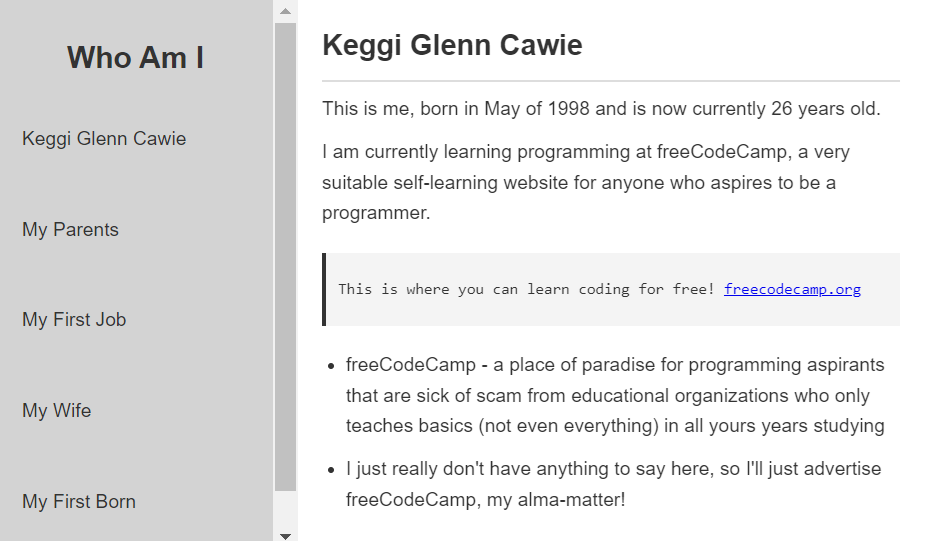 Who Am I
Keggi Glenn Cawie
My Parents
My First Job
My Wife
My First Born
Keggi Glenn Cawie
This is me, born in May of 1998 and is now currently 26 years old.
I am currently learning programming at freeCodeCamp, a very
suitable self-learning website for anyone who aspires to be a
programmer.
This is where you can learn coding for free! freecodecamp.org
• freeCodeCamp - a place of paradise for programming aspirants
that are sick of scam from educational organizations who only
teaches basics (not even everything) in all yours years studying
• I just really don't have anything to say here, so I'll just advertise
freeCodeCamp, my alma-matter!